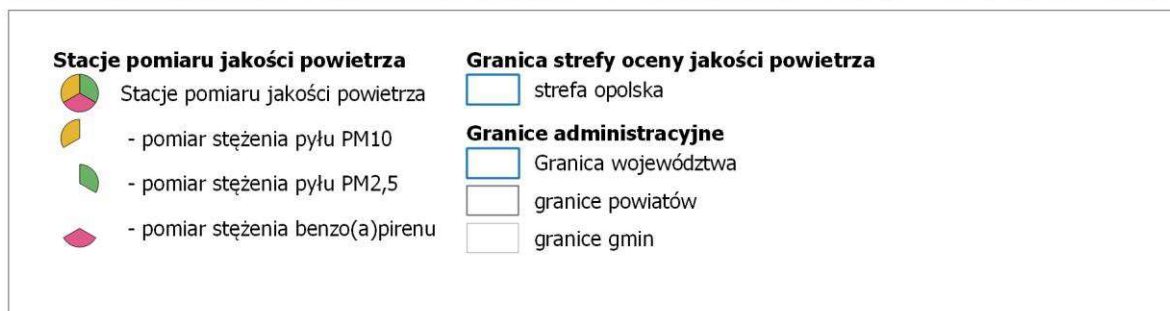 Stacje pomiaru jakości powietrza
Stacje pomiaru jakości powietrza
- pomiar stężenia pyłu PM10
- pomiar stężenia pyłu PM2,5
- pomiar stężenia benzo(a)pirenu
Granica strefy oceny jakości powietrza
strefa opolska
Granice administracyjne
Granica województwa
granice powiatów
granice gmin